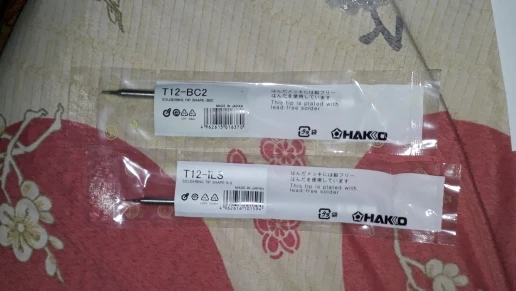 T12-BC2
SOLDERING TIP SHAPE-BC2
MADE IN JAPAN
4962615016370
はんだメッキには鉛フリー
はんだを使用しています
This tip is plated with
lead-free solder
袋
HAKKO
T12-ILS
SOLDERING TIP SHAPE-ILS
MADE IN JAPAN
はんだメッキには鉛フリー
はんだを使用しています
This tip is plated with
lead-free solder
袋
HAKKO